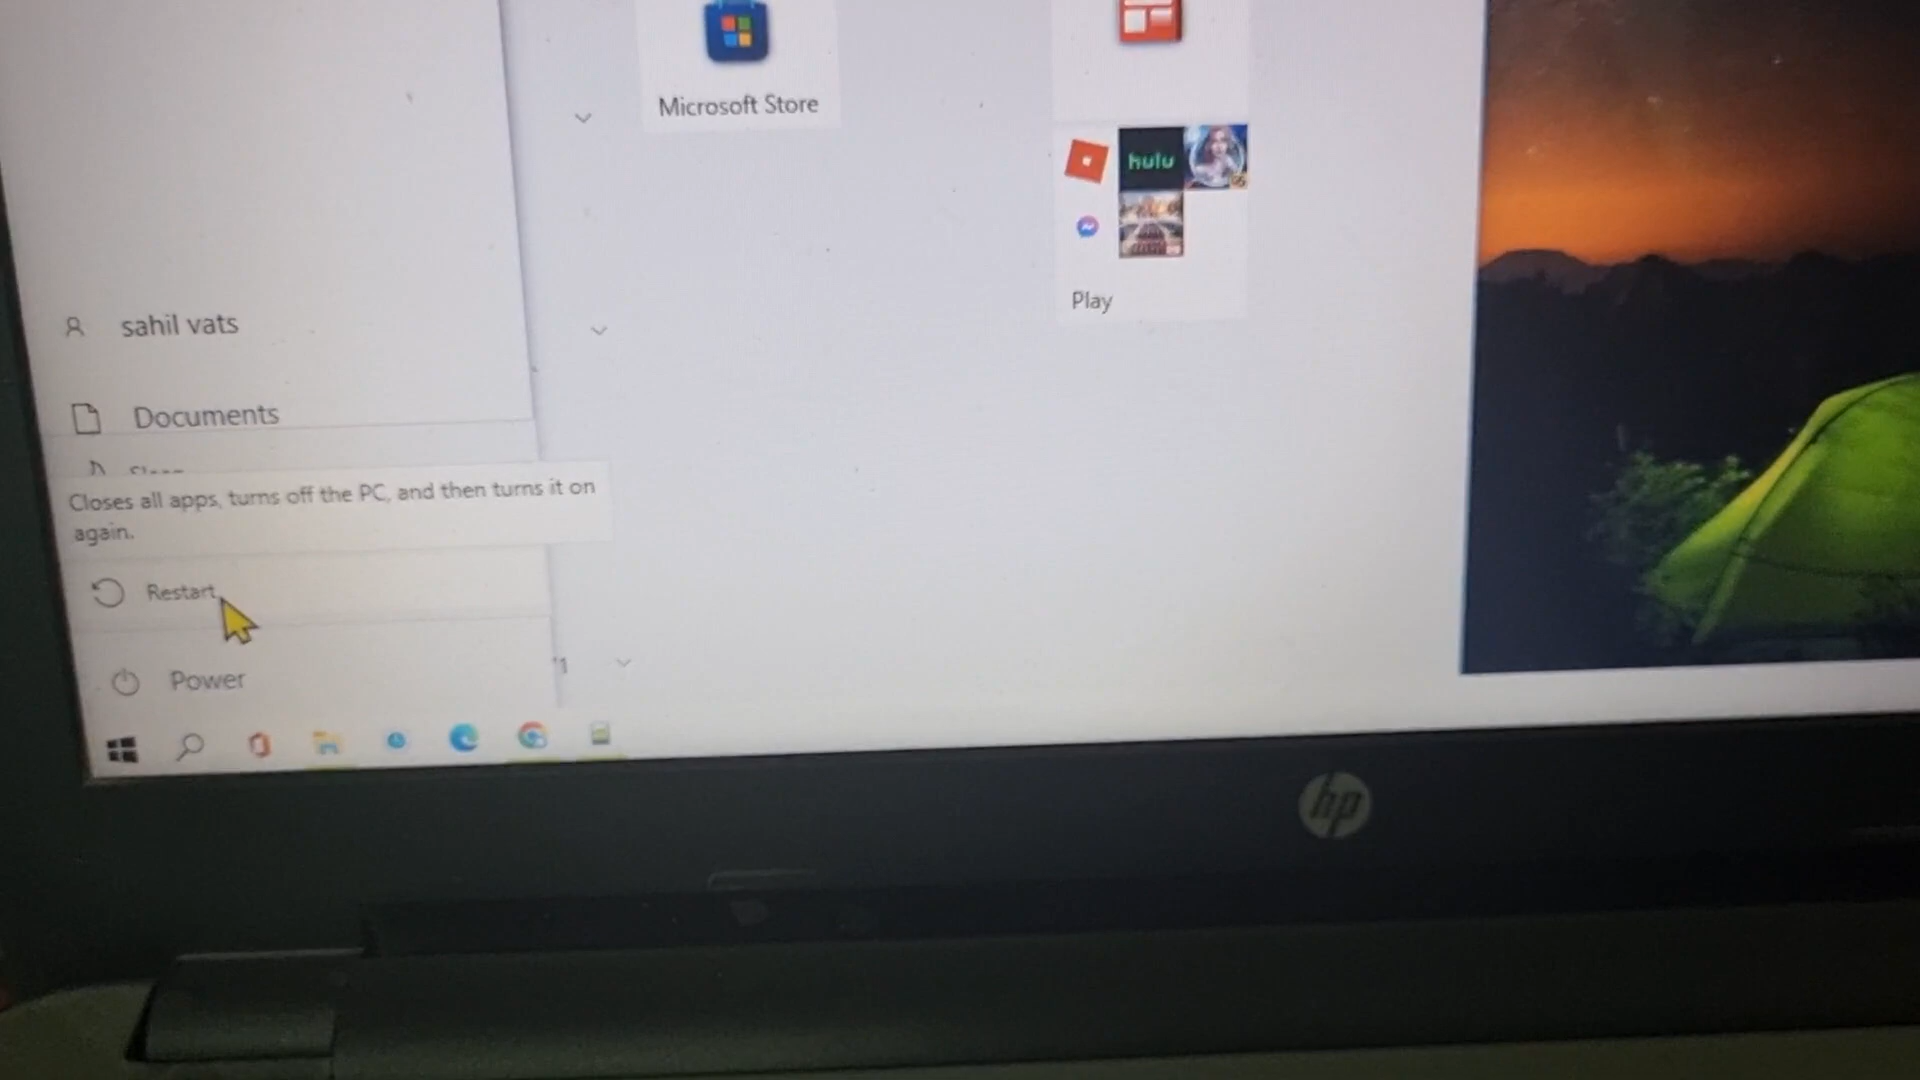 Microsoft Store
hulu
Play
sahil vats
Documents
Closes all apps, turns off the PC, and then turns it on
again.
Restart
Power
hp